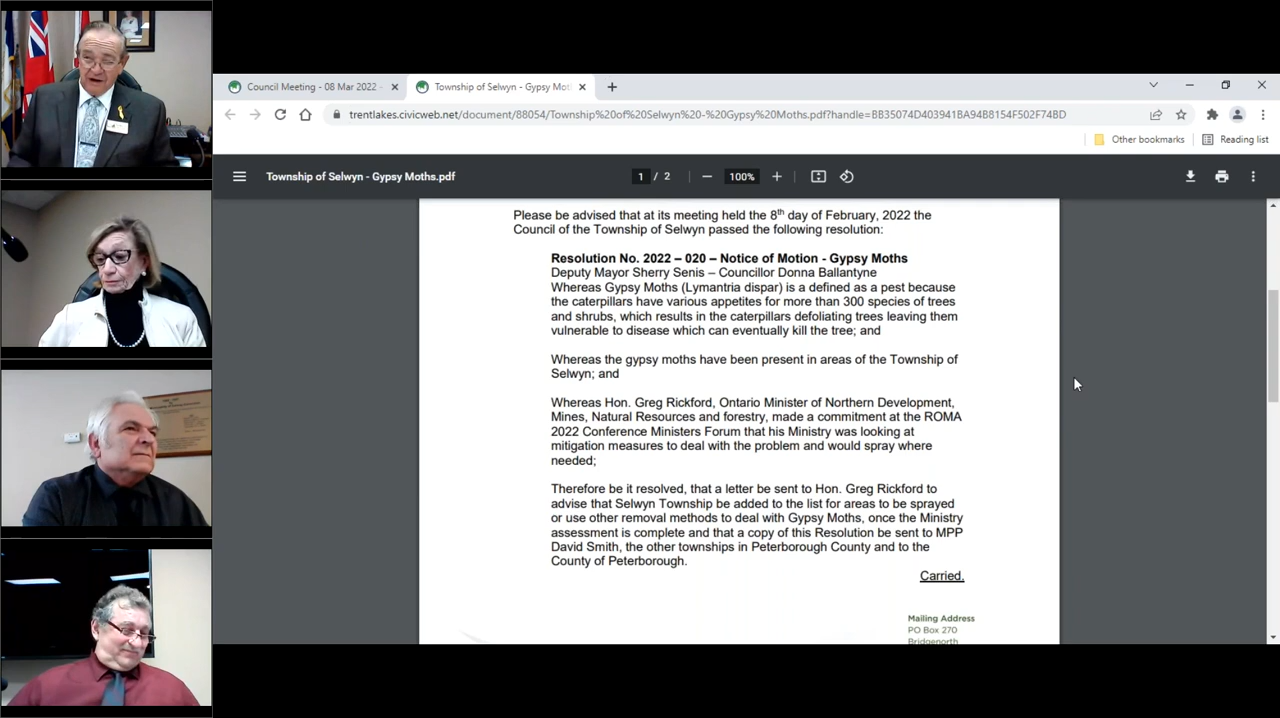 Council Meeting - 08 Mar 2022 -
Township of Selwyn - Gypsy Mot
trentlakes.civicweb.net/document/88054/Township%20of%20Selwyn%20-%20Gypsy%20Moths.pdf?handle=BB35074D403941BA94B8154F502F74BD
Other bookmarks
Reading list
Township of Selwyn - Gypsy Moths.pdf
1 / 2
100%
Please be advised that at its meeting held the 8th day of February, 2022 the
Council of the Township of Selwyn passed the following resolution:
Resolution No. 2022 – 020 – Notice of Motion - Gypsy Moths
Deputy Mayor Sherry Senis – Councillor Donna Ballantyne
Whereas Gypsy Moths (Lymantria dispar) is a defined as a pest because
the caterpillars have various appetites for more than 300 species of trees
and shrubs, which results in the caterpillars defoliating trees leaving them
vulnerable to disease which can eventually kill the tree; and
Whereas the gypsy moths have been present in areas of the Township of
Selwyn; and
Whereas Hon. Greg Rickford, Ontario Minister of Northern Development,
Mines, Natural Resources and forestry, made a commitment at the ROMA
2022 Conference Ministers Forum that his Ministry was looking at
mitigation measures to deal with the problem and would spray where
needed;
Therefore be it resolved, that a letter be sent to Hon. Greg Rickford to
advise that Selwyn Township be added to the list for areas to be sprayed
or use other removal methods to deal with Gypsy Moths, once the Ministry
assessment is complete and that a copy of this Resolution be sent to MPP
David Smith, the other townships in Peterborough County and to the
County of Peterborough.
Carried.
Mailing Address
PO Box 270
Bridgenorth